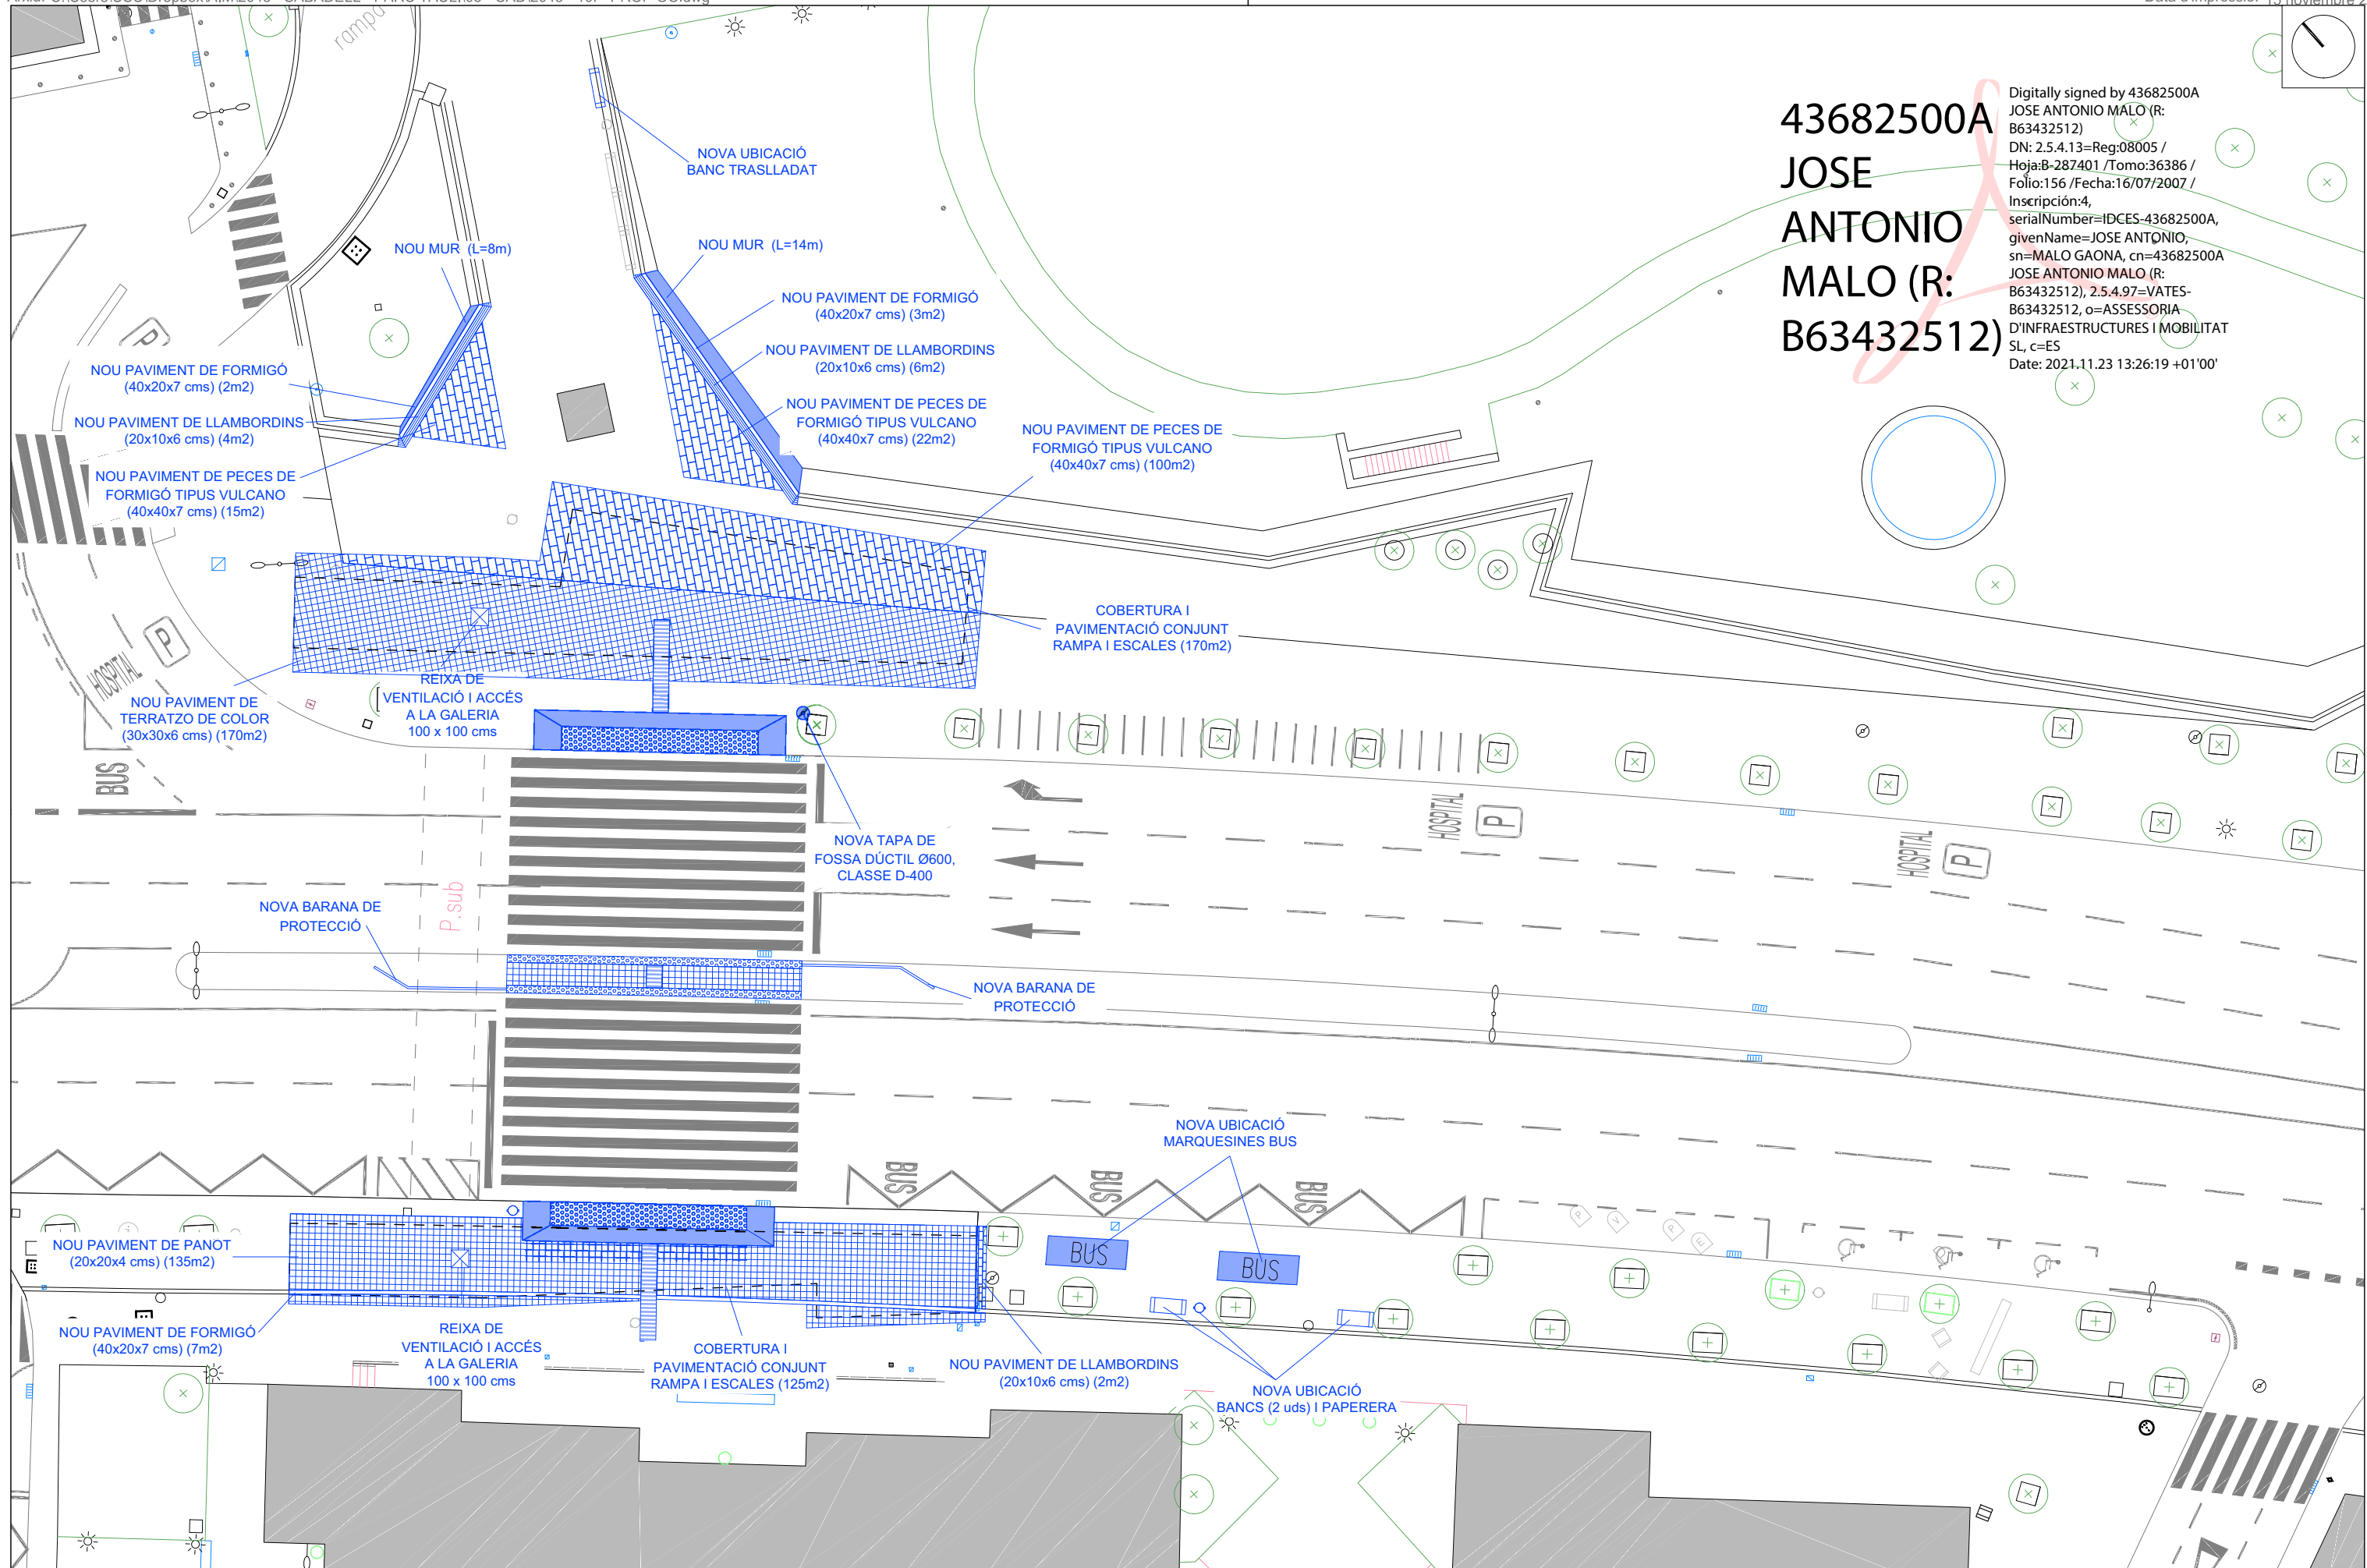 rampa
NOVA UBICACIÓ
BANC TRASLLADAT
43682500A
JOSE
ANTONIO
MALO (R:
B63432512)
Digitally signed by 43682500A
JOSE ANTONIO MALO (R:
B63432512)
DN: 2.5.4.13=Reg:08005 /
Hoja:B-287401 /Tomo:36386 /
Folio:156 /Fecha:16/07/2007 /
Inscripción:4,
serialNumber=IDCES-43682500A,
givenName=JOSE ANTONIO,
sn=MALO GAONA, cn=43682500A
JOSE ANTONIO MALO (R:
B63432512), 2.5.4.97=VATES-
B63432512, o=ASSESSORIA
D'INFRAESTRUCTURES I MOBILITAT
SL, c=ES
Date: 2021.11.23 13:26:19 +01'00'
NOU MUR (L=8m)
NOU MUR (L=14m)
NOU PAVIMENT DE FORMIGÓ
(40x20x7 cms) (3m2)
NOU PAVIMENT DE LLAMBORDINS
(20x10x6 cms) (6m2)
NOU PAVIMENT DE PECES DE
FORMIGÓ TIPUS VULCANO
(40x40x7 cms) (22m2)
P
NOU PAVIMENT DE FORMIGÓ
(40x20x7 cms) (2m2)
NOU PAVIMENT DE LLAMBORDINS
(20x10x6 cms) (4m2)
NOU PAVIMENT DE PECES DE
FORMIGÓ TIPUS VULCANO
(40x40x7 cms) (15m2)
NOU PAVIMENT DE PECES DE
FORMIGÓ TIPUS VULCANO
(40x40x7 cms) (100m2)
COBERTURA I
PAVIMENTACIÓ CONJUNT
RAMPA I ESCALES (170m2)
HOSPITAL
P
NOU PAVIMENT DE
TERRATZO DE COLOR
(30x30x6 cms) (170m2)
REIXA DE
VENTILACIÓ I ACCÉS
A LA GALERIA
100 x 100 cms
BUS
NOVA TAPA DE
FOSSA DÚCTIL Ø600,
CLASSE D-400
HOSPITAL
P
HOSPITAL
P
P.sub
NOVA BARANA DE
PROTECCIÓ
NOVA BARANA DE
PROTECCIÓ
NOVA UBICACIÓ
MARQUESINES BUS
BUS
BUS
BUS
P
V
P
E
BUS
BUS
NOU PAVIMENT DE PANOT
(20x20x4 cms) (135m2)
NOU PAVIMENT DE FORMIGÓ
(40x20x7 cms) (7m2)
REIXA DE
VENTILACIÓ I ACCÉS
A LA GALERIA
100 x 100 cms
COBERTURA I
PAVIMENTACIÓ CONJUNT
RAMPA I ESCALES (125m2)
NOU PAVIMENT DE LLAMBORDINS
(20x10x6 cms) (2m2)
NOVA UBICACIÓ
BANCS (2 uds) I PAPERERA